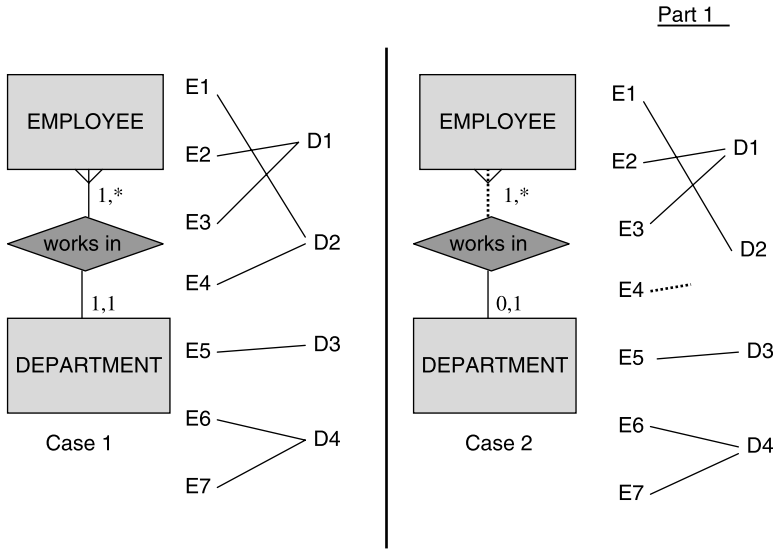 Part 1
EMPLOYEE
1,*
works in
1,1
DEPARTMENT
Case 1
E1
E2
E3
E4
E5
E6
E7
D1
D2
D3
D4
EMPLOYEE
1,*
works in
0,1
DEPARTMENT
Case 2
E1
E2
E3
E4
E5
E6
E7
D1
D2
D3
D4